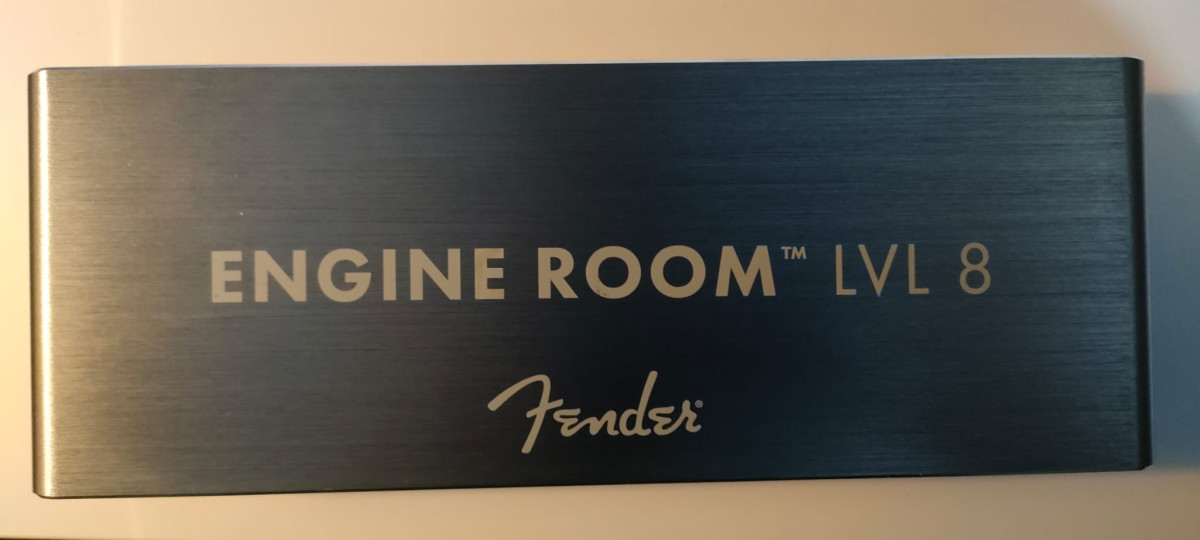 ENGINE ROOM™ LVL 8
Fender®